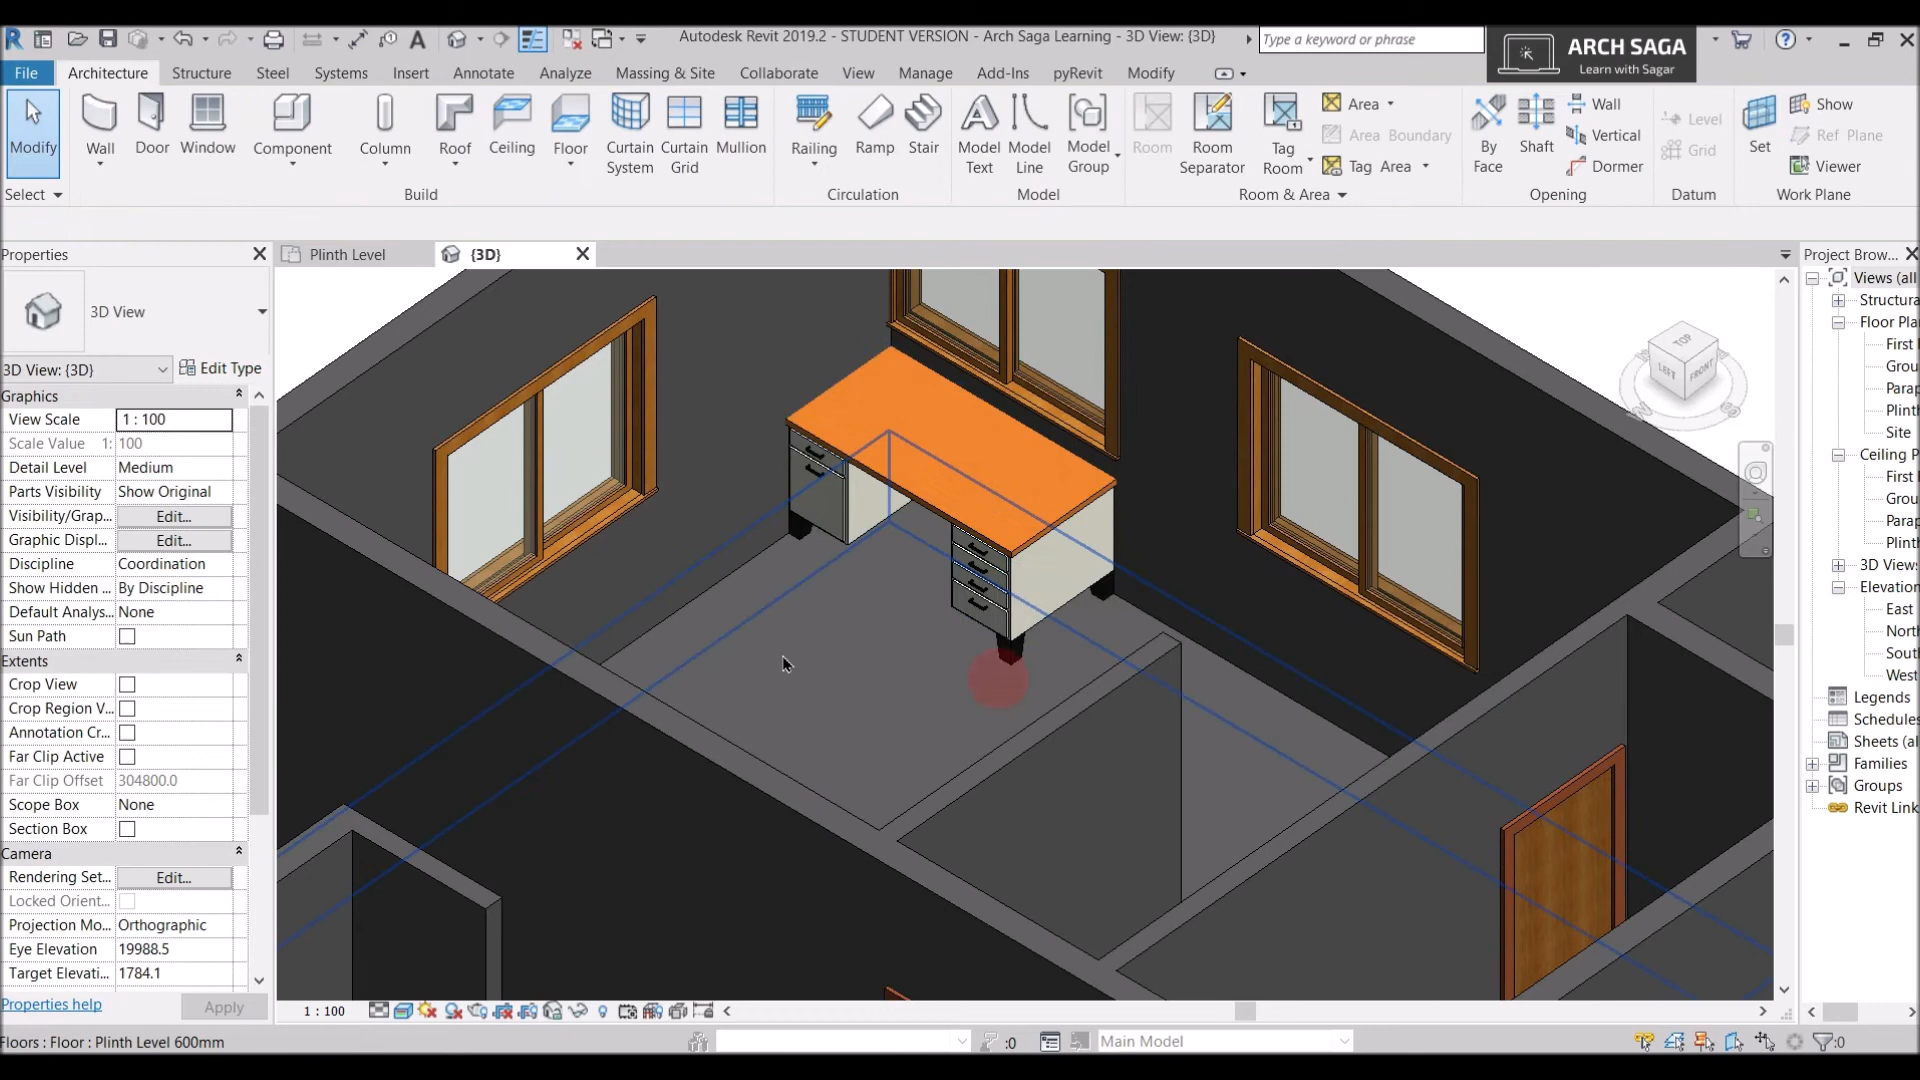 Autodesk Revit 2019.2 - STUDENT VERSION - Arch Saga Learning - 3D View: {3D}
Type a keyword or phrase
ARCH SAGA
Learn with Sagar
File Architecture Structure Steel Systems Insert Annotate Analyze Massing & Site Collaborate View Manage Add-Ins pyRevit Modify
Modify
Wall
Door
Window
Component
Column
Roof
Ceiling
Floor
Curtain System
Curtain Grid
Mullion
Railing
Ramp
Stair
Model Text
Model Line
Model Group
Room
Room Separator
Tag Room
Area
Area Boundary
Tag Area
By Face
Shaft
Wall
Vertical
Dormer
Level
Grid
Set
Show
Ref Plane
Viewer
Select
Build
Circulation
Model
Room & Area
Opening
Datum
Work Plane
Properties
Plinth Level
{3D}
Project Brow...
3D View
3D View: {3D}
Edit Type
Graphics
View Scale 1 : 100
Scale Value 1: 100
Detail Level Medium
Parts Visibility Show Original
Visibility/Grap... Edit...
Graphic Displ... Edit...
Discipline Coordination
Show Hidden ... By Discipline
Default Analys... None
Sun Path
Extents
Crop View
Crop Region V...
Annotation Cr...
Far Clip Active
Far Clip Offset 304800.0
Scope Box None
Section Box
Camera
Rendering Set... Edit...
Locked Orient...
Projection Mo... Orthographic
Eye Elevation 19988.5
Target Elevati... 1784.1
Properties help
Apply
TOP
LEFT
FRONT
Views (all
Structura
Floor Pla
First
Grou
Parap
Plint
Site
Ceiling P
First
Grou
Parap
Plint
3D Views
Elevation
East
Nort
Sout
West
Legends
Schedules
Sheets (al
Families
Groups
Revit Link
1 : 100
Floors : Floor : Plinth Level 600mm
:0
Main Model
:0